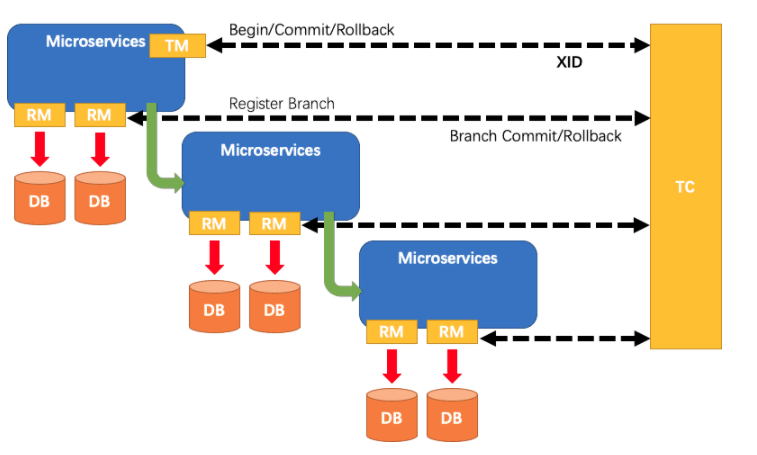 Begin/Commit/Rollback
Microservices
TM
XID
Register Branch
RM
RM
Branch Commit/Rollback
Microservices
TC
DB
DB
RM
RM
Microservices
DB
DB
RM
RM
DB
DB